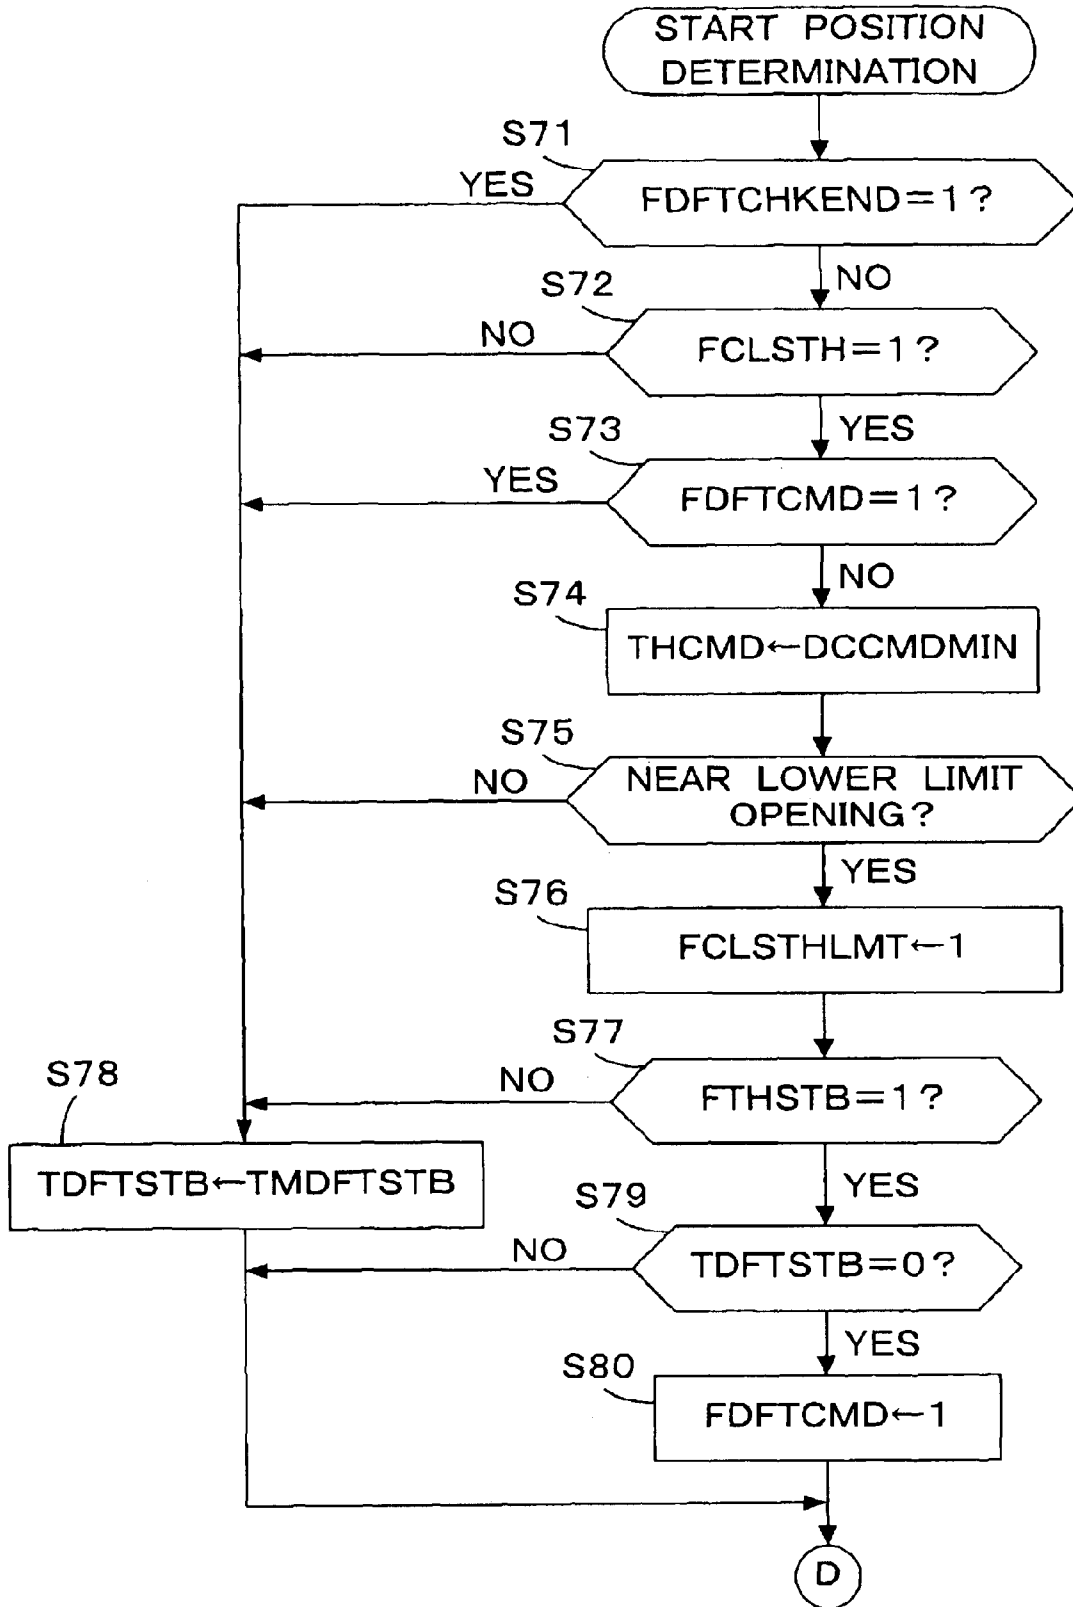 START POSITION
DETERMINATION
S71
YES
FDFTCHKEND=1?
NO
S72
NO
FCLSTH=1?
YES
S73
YES
FDFTCMD=1?
NO
S74
THCMD←DCCMDMIN
S75
NO
NEAR LOWER LIMIT
OPENING?
YES
S76
FCLSTHLMT←1
S77
NO
FTHSTB=1?
S78
TDFTSTB←TMDFTSTB
YES
S79
NO
TDFTSTB=0?
YES
S80
FDFTCMD←1
D